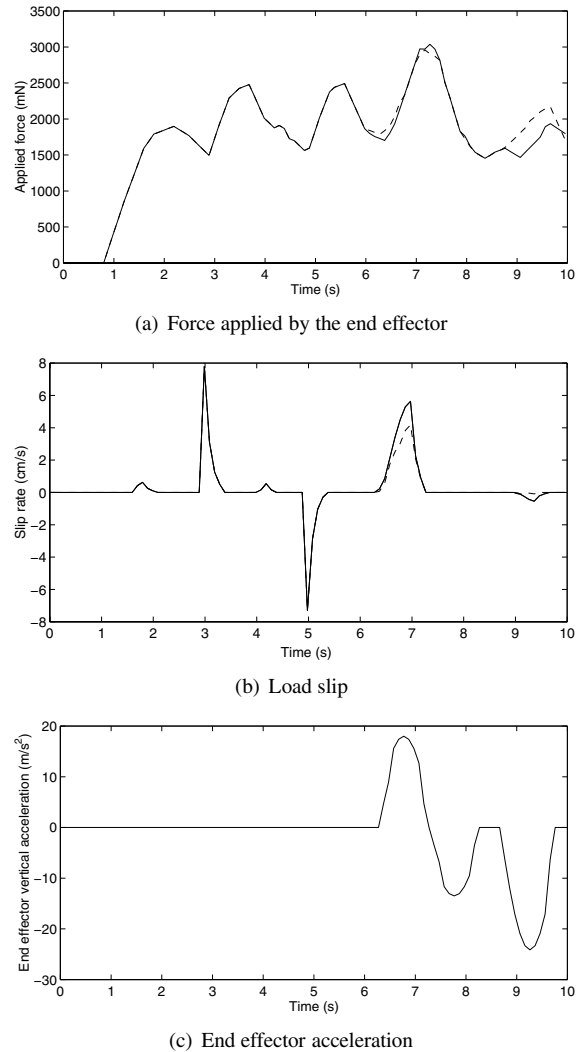 3500
3000
2500
2000
1500
1000
500
0
Applied force (mN)
0 1 2 3 4 5 6 7 8 9 10
Time (s)
(a) Force applied by the end effector
8
6
4
2
0
−2
−4
−6
−8
Slip rate (cm/s)
0 1 2 3 4 5 6 7 8 9 10
Time (s)
(b) Load slip
20
10
0
−10
−20
−30
End effector vertical acceleration (m/s²)
0 1 2 3 4 5 6 7 8 9 10
Time (s)
(c) End effector acceleration